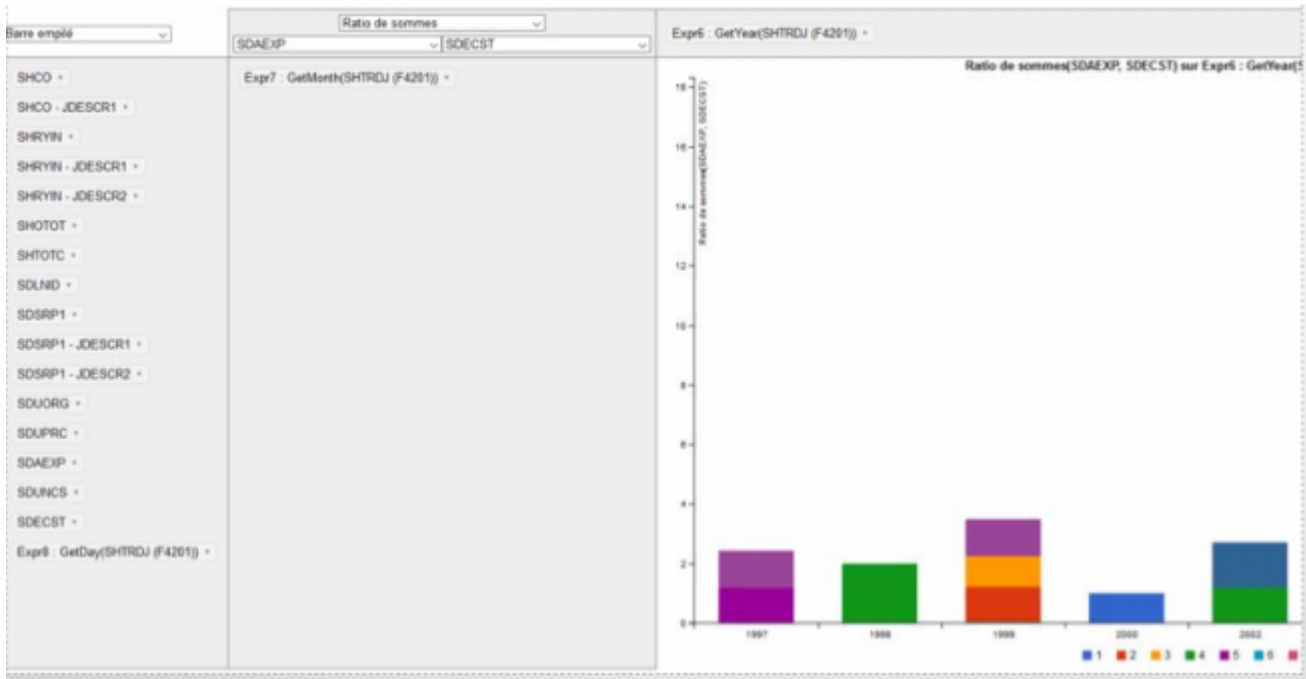 Barre empilé
Ratio de sommes
SDAEXP
SDECST
Expr6 : GetYear(SHTRDJ (F4201))
SHCO
SHCO - JDESCR1
SHRYIN
SHRYIN - JDESCR1
SHRYIN - JDESCR2
SHOTOT
SHTOTC
SDLNID
SDSRP1
SDSRP1 - JDESCR1
SDSRP1 - JDESCR2
SDUORG
SDUPRC
SDAEXP
SDUNCS
SDECST
Expr8 : GetDay(SHTRDJ (F4201))
Expr7 : GetMonth(SHTRDJ (F4201))
Ratio de sommes(SDAEXP, SDECST) sur Expr6 : GetYear(S
Ratio de sommes(SDAEXP, SDECST)
18
16
14
12
10
8
6
4
2
0
1997 1998 1999 2000 2002
1 2 3 4 5 6